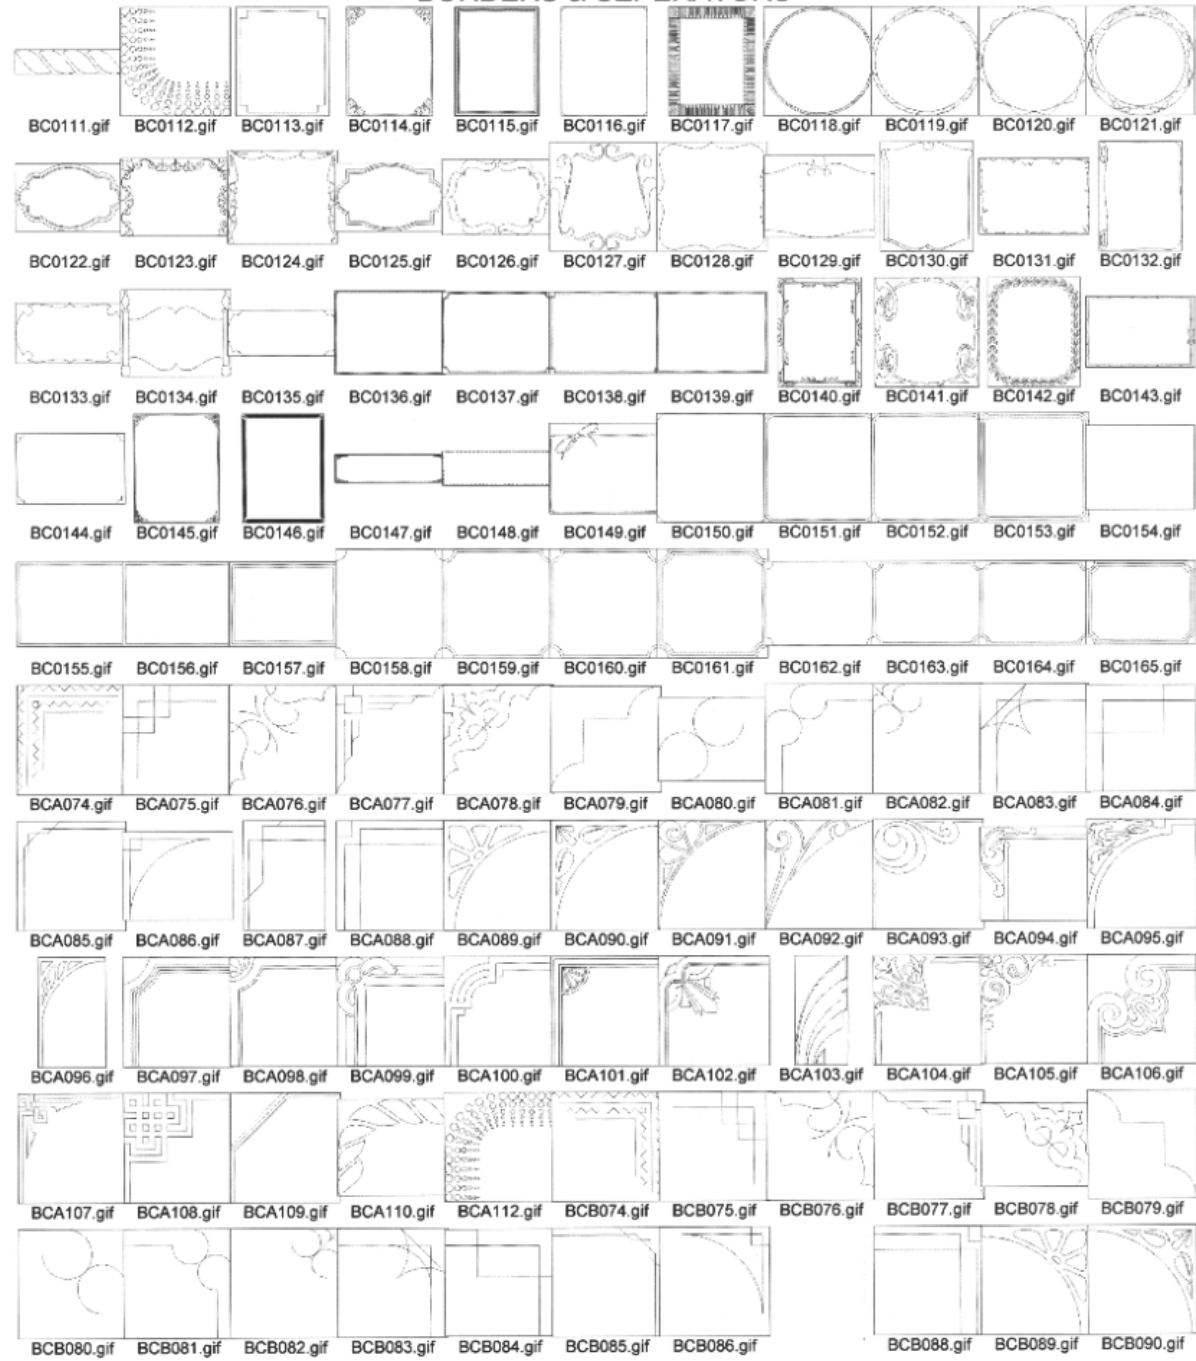 BORDERS & SEPERATORS
BC0111.gif BC0112.gif BC0113.gif BC0114.gif BC0115.gif BC0116.gif BC0117.gif BC0118.gif BC0119.gif BC0120.gif BC0121.gif
BC0122.gif BC0123.gif BC0124.gif BC0125.gif BC0126.gif BC0127.gif BC0128.gif BC0129.gif BC0130.gif BC0131.gif BC0132.gif
BC0133.gif BC0134.gif BC0135.gif BC0136.gif BC0137.gif BC0138.gif BC0139.gif BC0140.gif BC0141.gif BC0142.gif BC0143.gif
BC0144.gif BC0145.gif BC0146.gif BC0147.gif BC0148.gif BC0149.gif BC0150.gif BC0151.gif BC0152.gif BC0153.gif BC0154.gif
BC0155.gif BC0156.gif BC0157.gif BC0158.gif BC0159.gif BC0160.gif BC0161.gif BC0162.gif BC0163.gif BC0164.gif BC0165.gif
BCA074.gif BCA075.gif BCA076.gif BCA077.gif BCA078.gif BCA079.gif BCA080.gif BCA081.gif BCA082.gif BCA083.gif BCA084.gif
BCA085.gif BCA086.gif BCA087.gif BCA088.gif BCA089.gif BCA090.gif BCA091.gif BCA092.gif BCA093.gif BCA094.gif BCA095.gif
BCA096.gif BCA097.gif BCA098.gif BCA099.gif BCA100.gif BCA101.gif BCA102.gif BCA103.gif BCA104.gif BCA105.gif BCA106.gif
BCA107.gif BCA108.gif BCA109.gif BCA110.gif BCA112.gif BCB074.gif BCB075.gif BCB076.gif BCB077.gif BCB078.gif BCB079.gif
BCB080.gif BCB081.gif BCB082.gif BCB083.gif BCB084.gif BCB085.gif BCB086.gif BCB088.gif BCB089.gif BCB090.gif